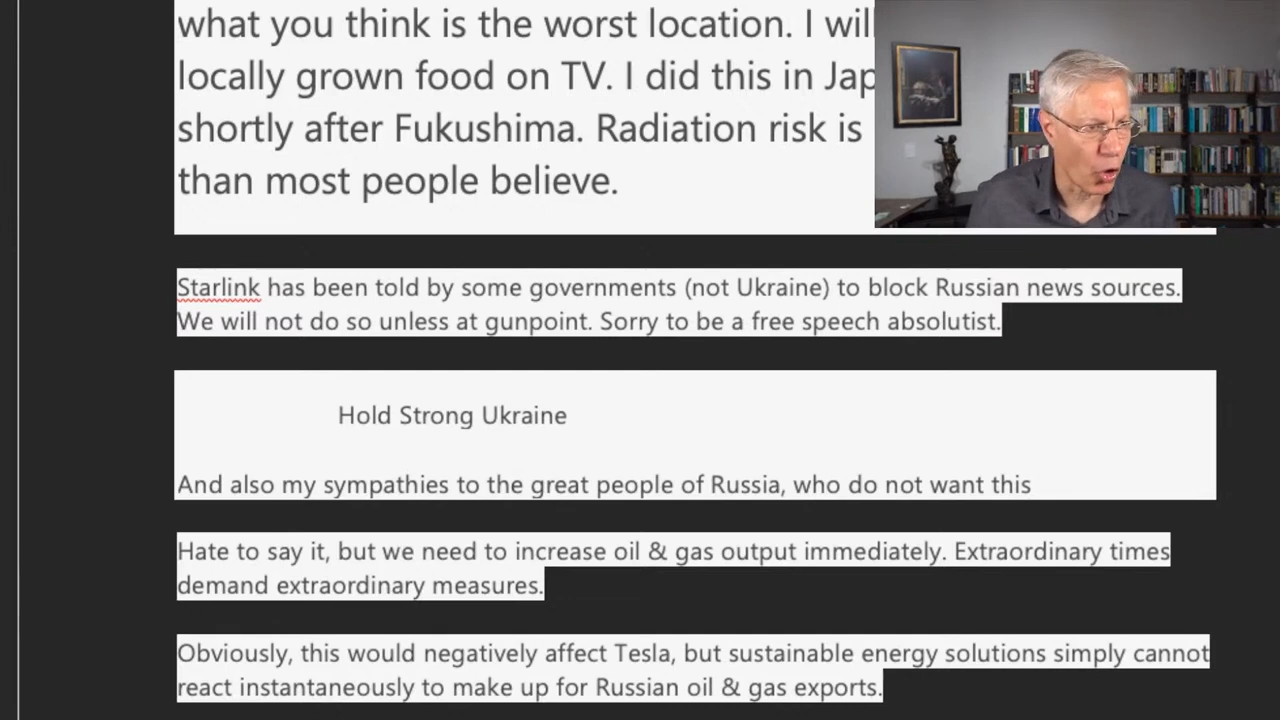 what you think is the worst location. I will
locally grown food on TV. I did this in Jap
shortly after Fukushima. Radiation risk is
than most people believe.
Starlink has been told by some governments (not Ukraine) to block Russian news sources.
We will not do so unless at gunpoint. Sorry to be a free speech absolutist.
Hold Strong Ukraine
And also my sympathies to the great people of Russia, who do not want this
Hate to say it, but we need to increase oil & gas output immediately. Extraordinary times
demand extraordinary measures.
Obviously, this would negatively affect Tesla, but sustainable energy solutions simply cannot
react instantaneously to make up for Russian oil & gas exports.